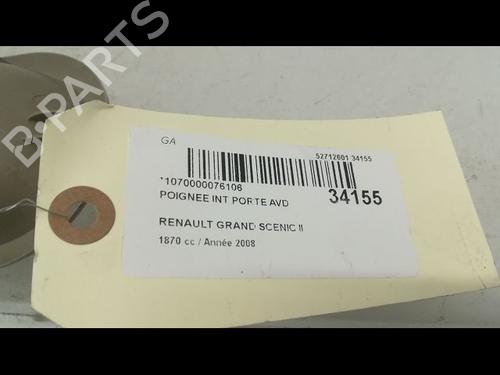 B-PARTS
GA
52712601 34155
*1070000076106
POIGNEE INT PORTE AVD
34155
RENAULT GRAND SCENIC II
1870 cc / Année 2008